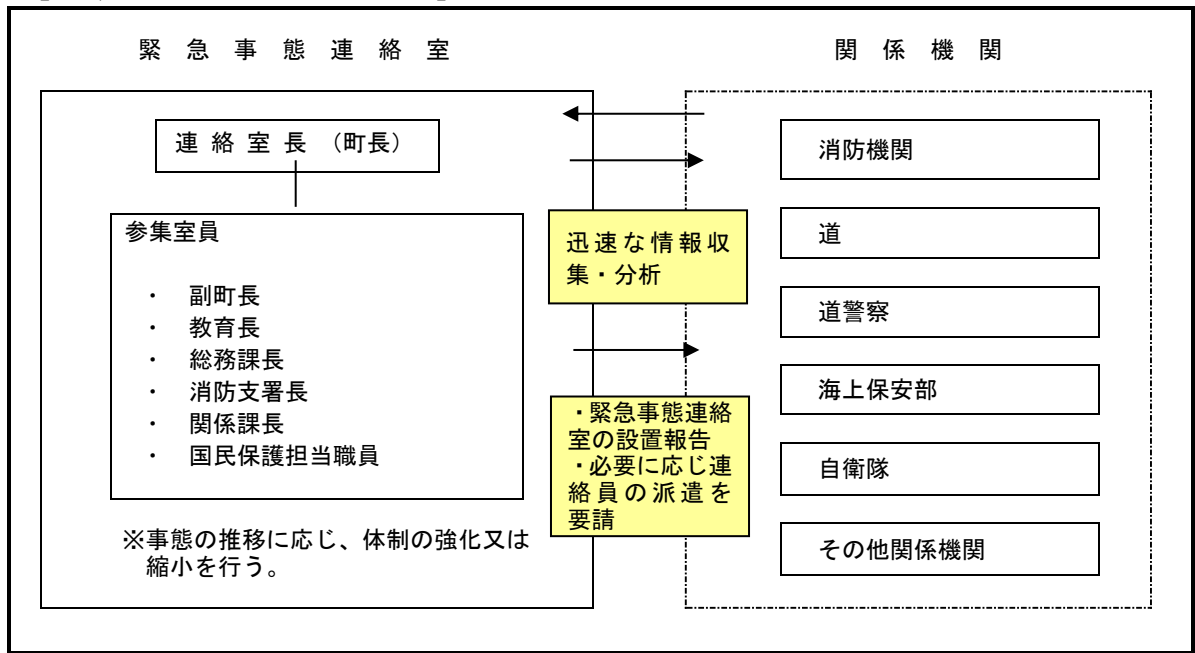 緊急事態連絡室
関係機関
連絡室長（町長）
参集室員
・ 副町長
・ 教育長
・ 総務課長
・ 消防支署長
・ 関係課長
・ 国民保護担当職員
※事態の推移に応じ、体制の強化又は
縮小を行う。
迅速な情報収
集・分析
・緊急事態連絡
室の設置報告
・必要に応じ連
絡員の派遣を
要請
消防機関
道
道警察
海上保安部
自衛隊
その他関係機関